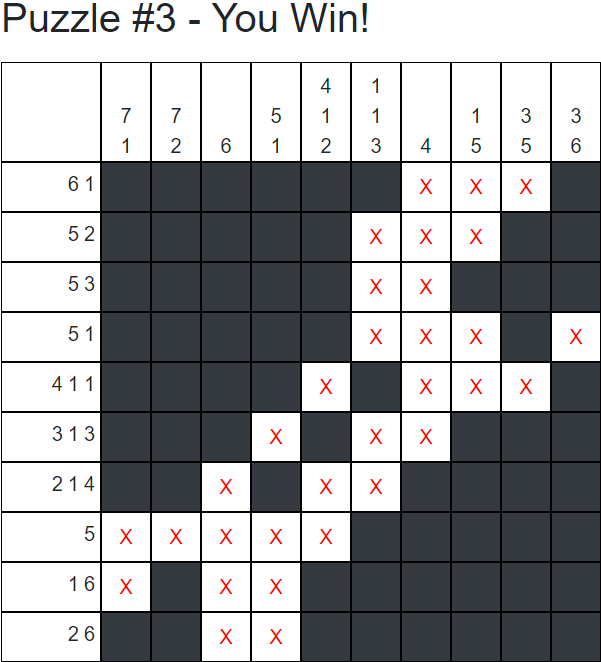 Puzzle #3 - You Win!
4 1
7 7 5 1 1 1 3 3
1 2 6 1 2 3 4 5 5 6
6 1 X X X
5 2 X X X
5 3 X X
5 1 X X X X
4 1 1 X X X X
3 1 3 X X X
2 1 4 X X X
5 X X X X X
1 6 X X X
2 6 X X